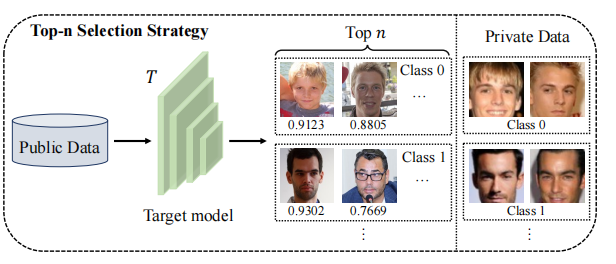 Top-n Selection Strategy
Top n
Private Data
T
Class 0
...
Public Data
0.9123
0.8805
Class 0
Class 1
...
Target model
0.9302
0.7669
Class 1
⋮
⋮